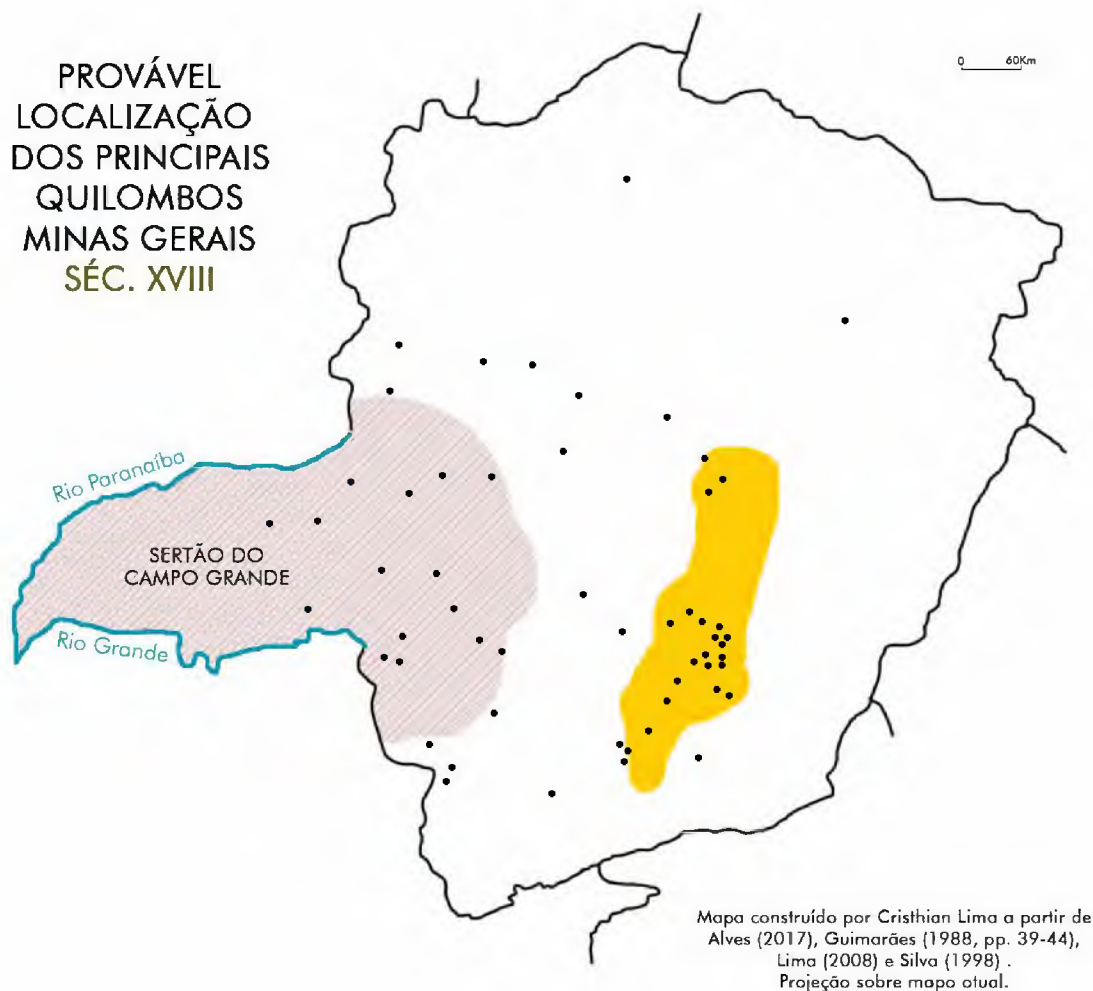 PROVÁVEL
LOCALIZAÇÃO
DOS PRINCIPAIS
QUILOMBOS
MINAS GERAIS
SÉC. XVIII
0 60Km
Rio Paranaíba
SERTÃO DO
CAMPO GRANDE
Rio Grande
Mapa construído por Cristhian Lima a partir de
Alves (2017), Guimarães (1988, pp. 39-44),
Lima (2008) e Silva (1998) .
Projeção sobre mapa atual.